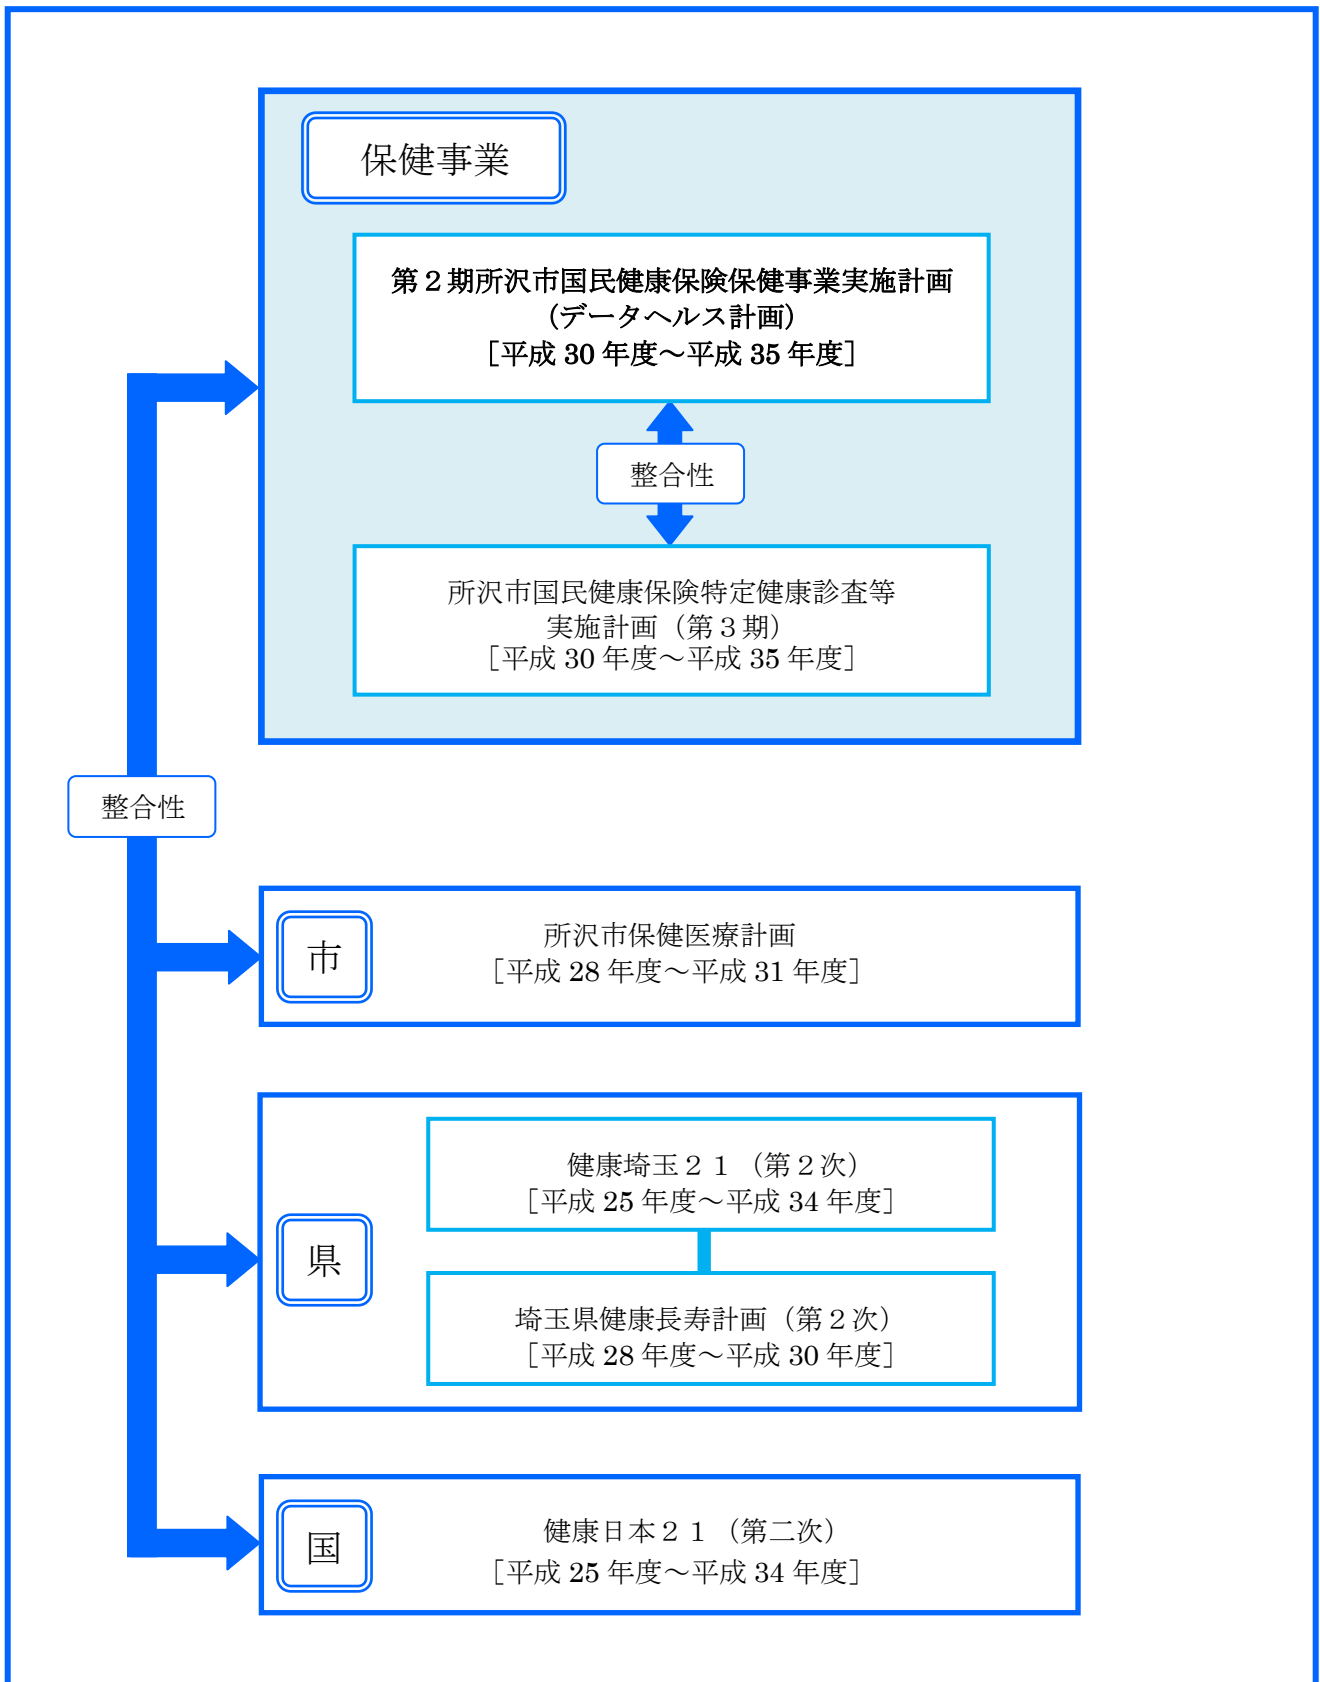 保健事業
第２期所沢市国民健康保険保健事業実施計画
（データヘルス計画）
［平成 30 年度～平成 35 年度］
整合性
所沢市国民健康保険特定健康診査等
実施計画（第３期）
［平成 30 年度～平成 35 年度］
整合性
市
所沢市保健医療計画
［平成 28 年度～平成 31 年度］
県
健康埼玉２１（第２次）
［平成 25 年度～平成 34 年度］
埼玉県健康長寿計画（第２次）
［平成 28 年度～平成 30 年度］
国
健康日本２１（第二次）
［平成 25 年度～平成 34 年度］